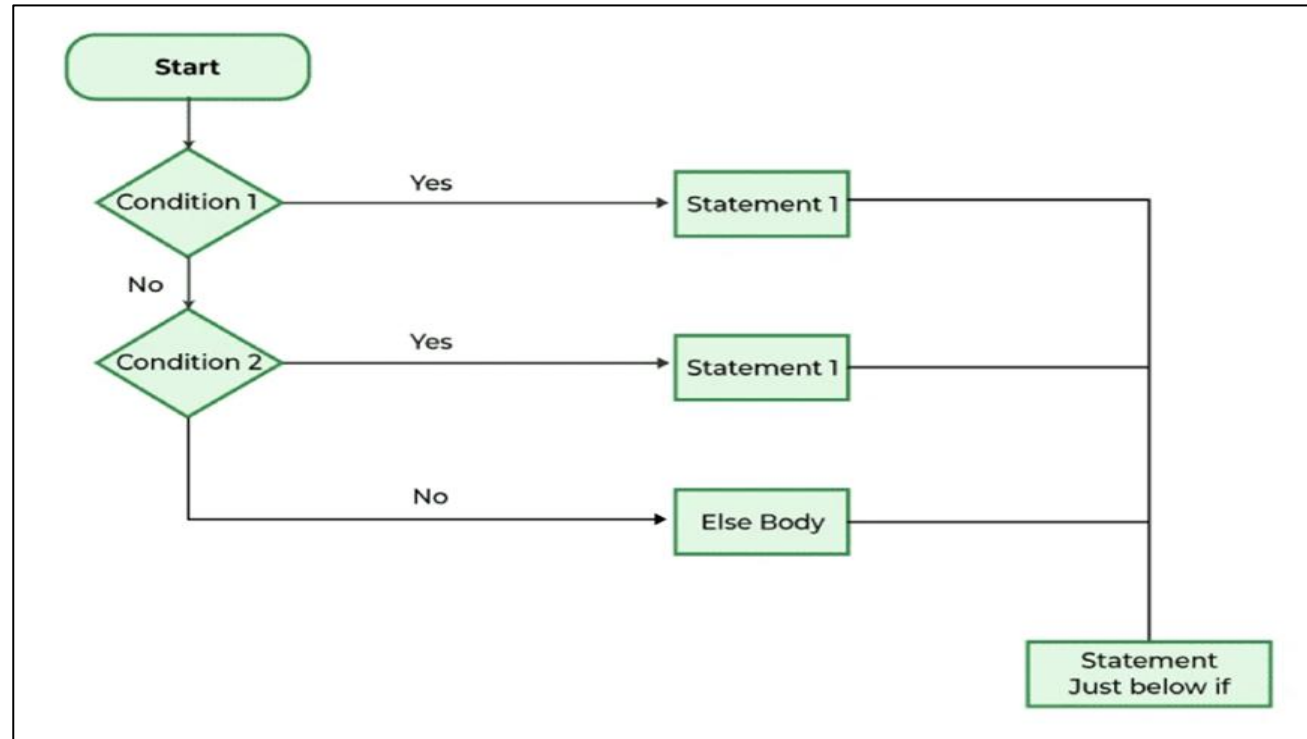 Start
Condition 1
Yes
Statement 1
No
Condition 2
Yes
Statement 1
No
Else Body
Statement
Just below if